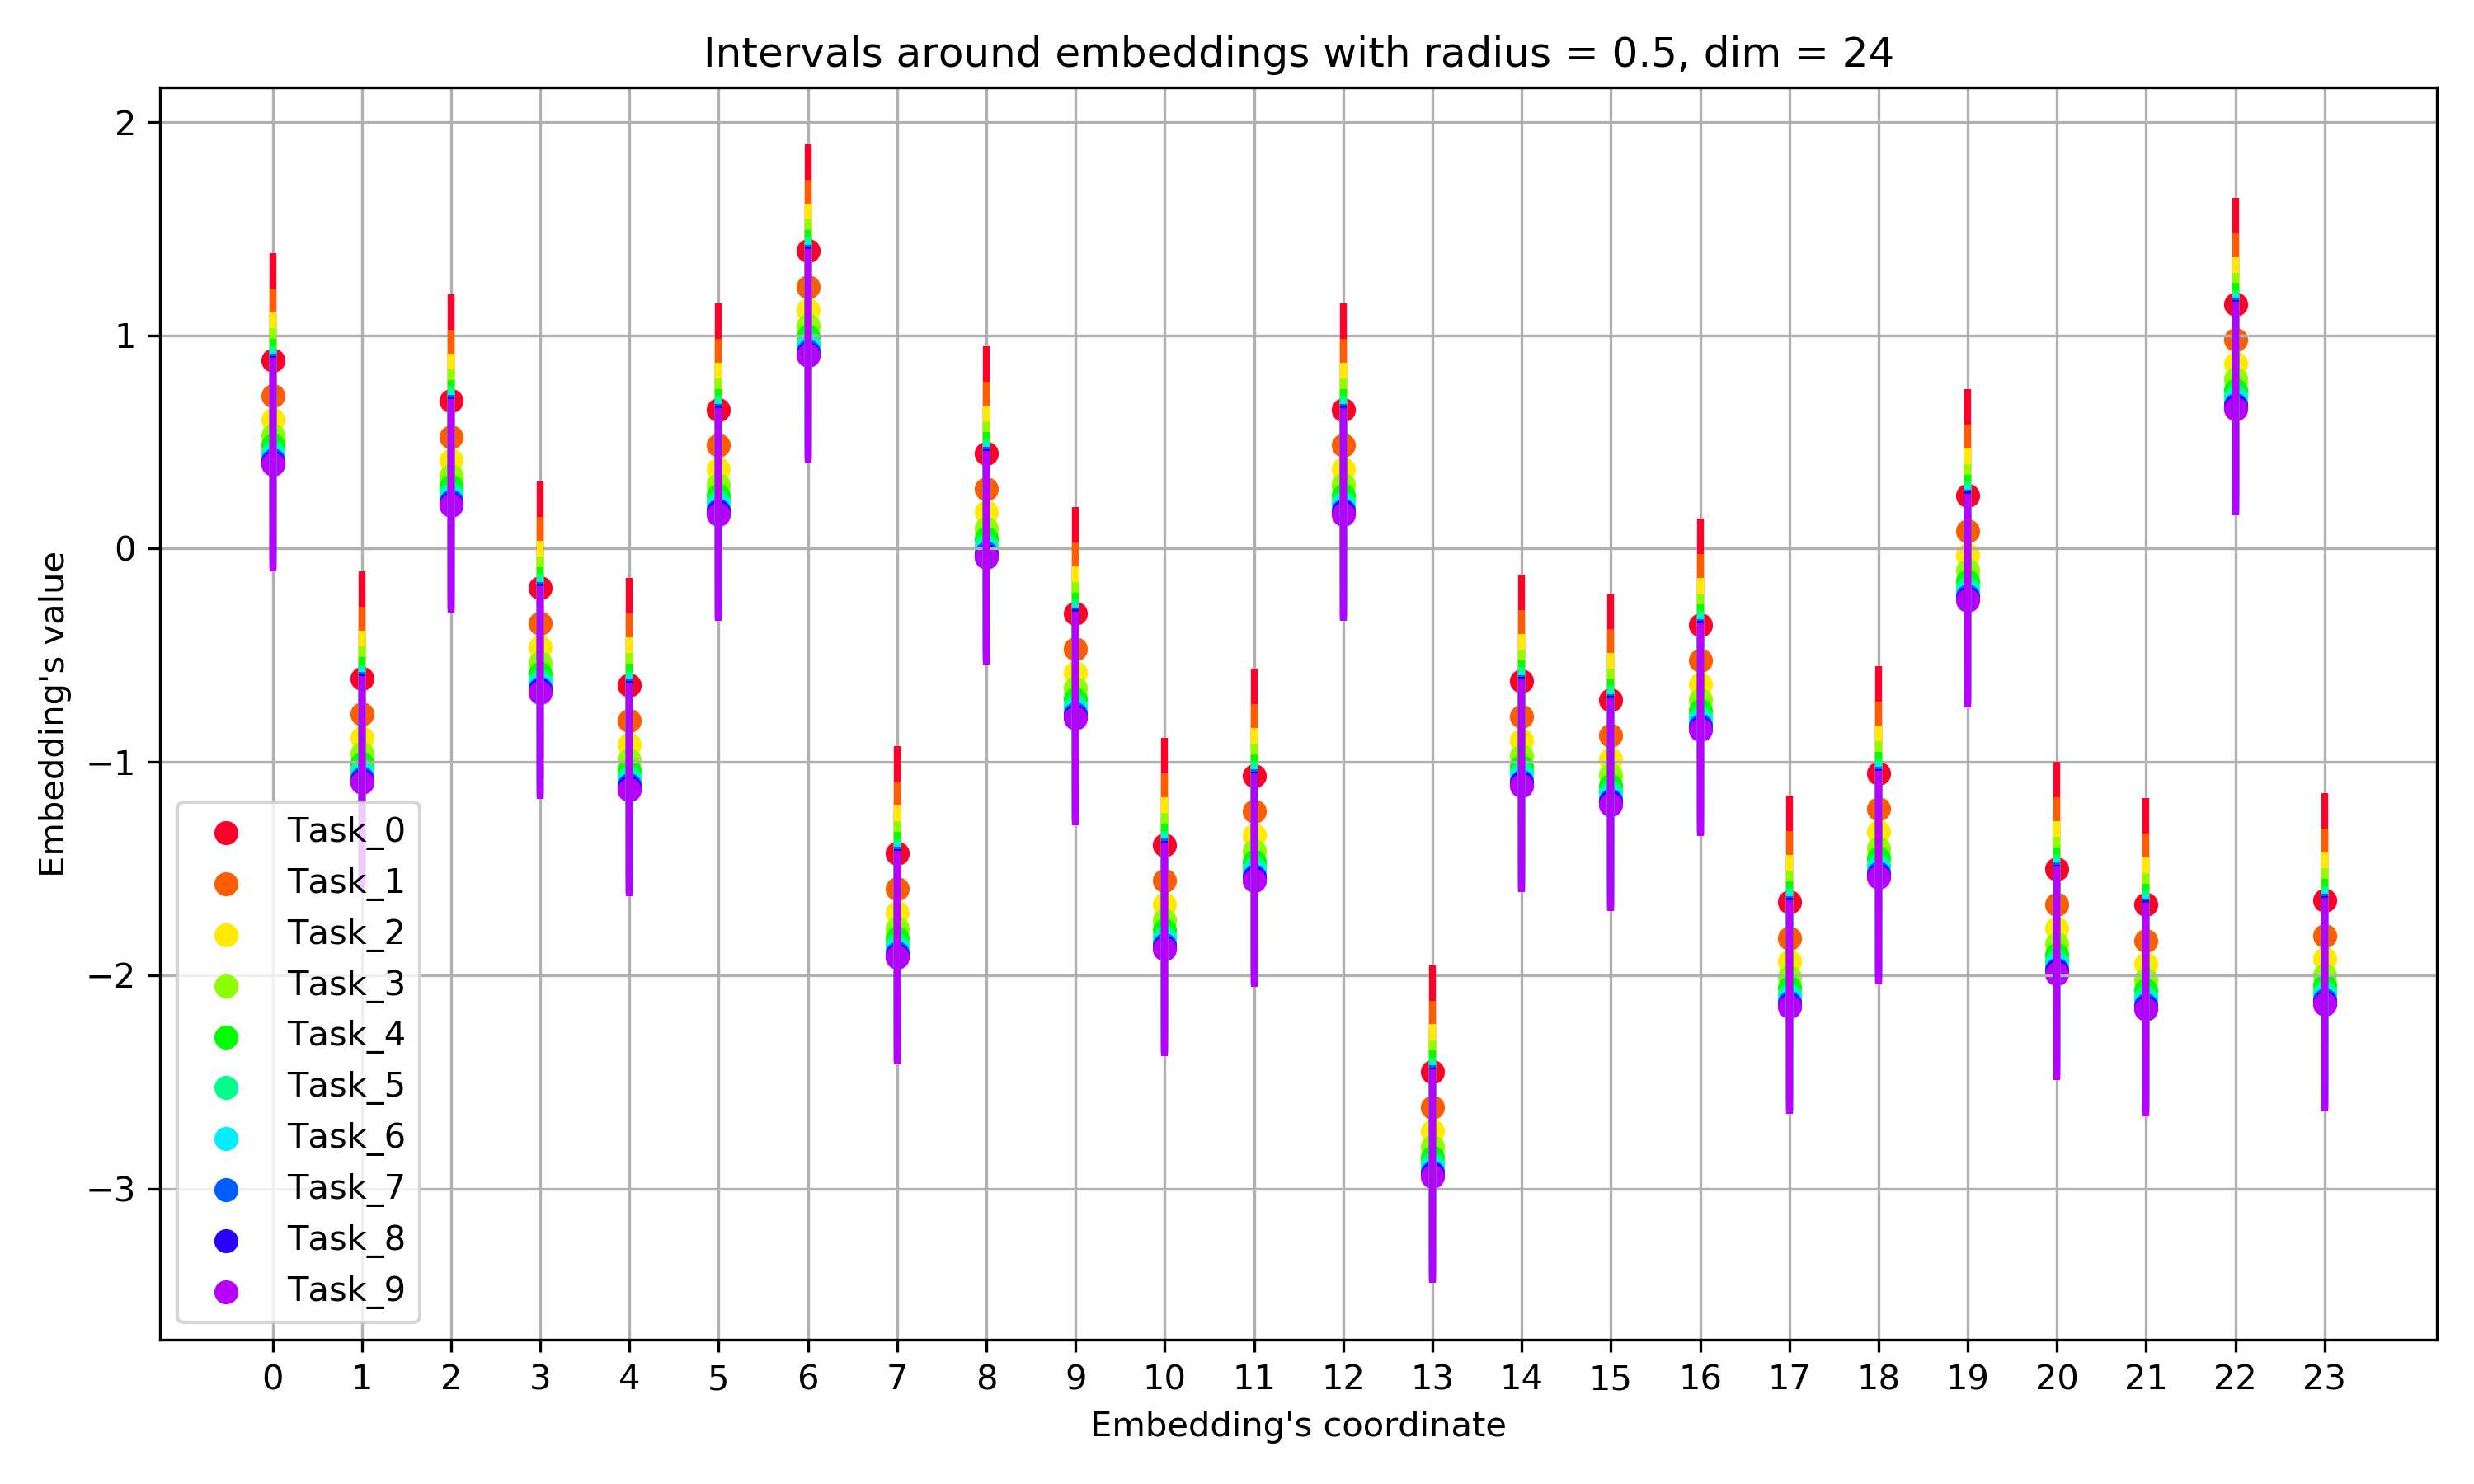 Intervals around embeddings with radius = 0.5, dim = 24
2
1
0
−1
−2
−3
Embedding's value
Task_0
Task_1
Task_2
Task_3
Task_4
Task_5
Task_6
Task_7
Task_8
Task_9
0 1 2 3 4 5 6 7 8 9 10 11 12 13 14 15 16 17 18 19 20 21 22 23
Embedding's coordinate